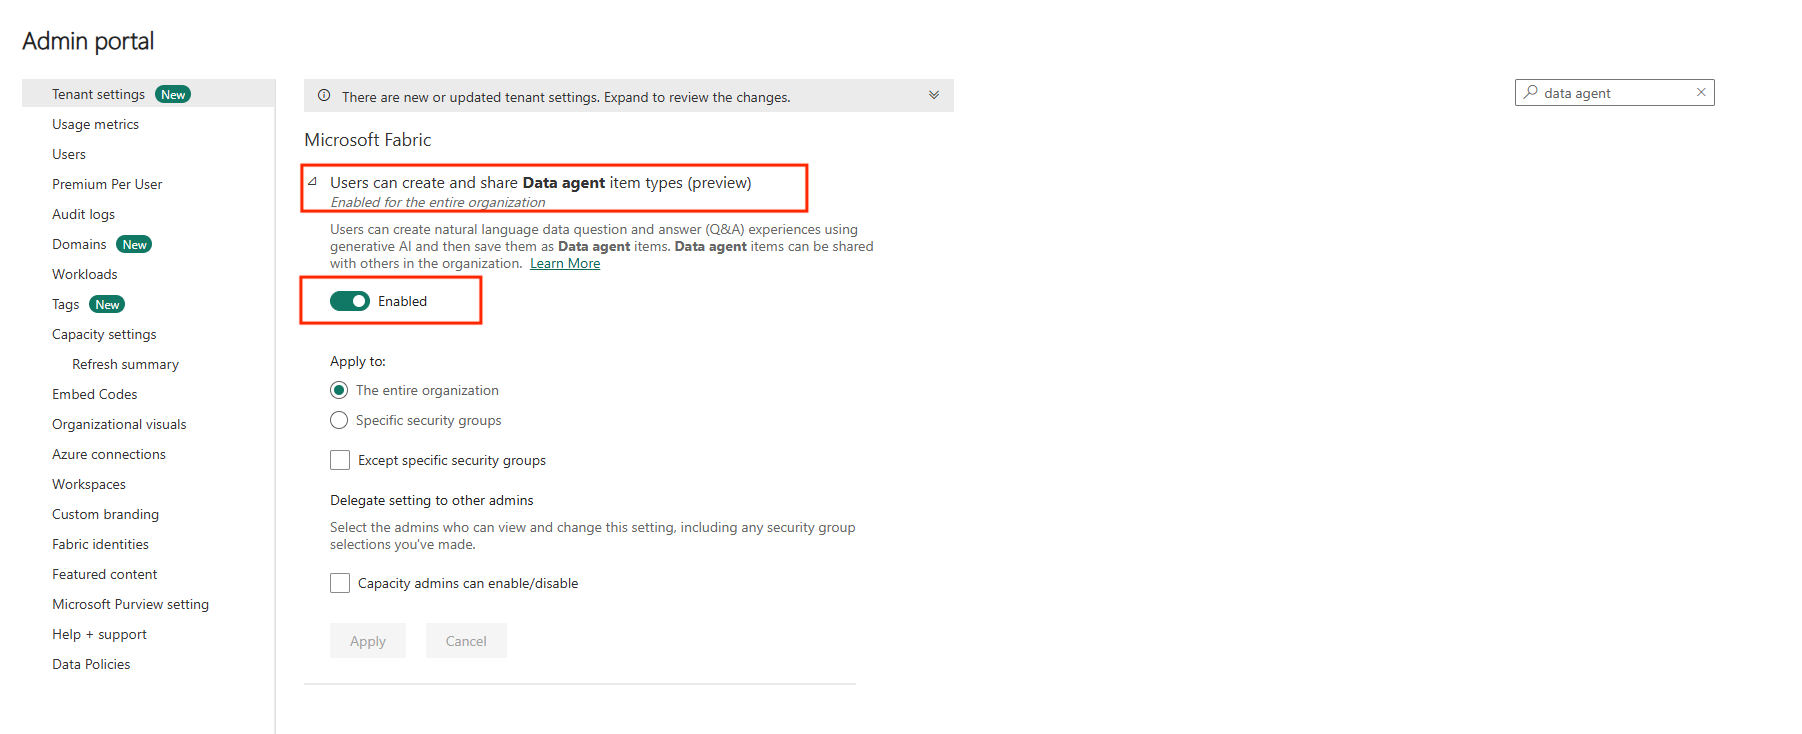 Admin portal
Tenant settings New
Usage metrics
Users
Premium Per User
Audit logs
Domains New
Workloads
Tags New
Capacity settings
Refresh summary
Embed Codes
Organizational visuals
Azure connections
Workspaces
Custom branding
Fabric identities
Featured content
Microsoft Purview setting
Help + support
Data Policies
There are new or updated tenant settings. Expand to review the changes.
data agent
Microsoft Fabric
Users can create and share Data agent item types (preview)
Enabled for the entire organization
Users can create natural language data question and answer (Q&A) experiences using
generative AI and then save them as Data agent items. Data agent items can be shared
with others in the organization. Learn More
Enabled
Apply to:
The entire organization
Specific security groups
Except specific security groups
Delegate setting to other admins
Select the admins who can view and change this setting, including any security group
selections you've made.
Capacity admins can enable/disable
Apply Cancel